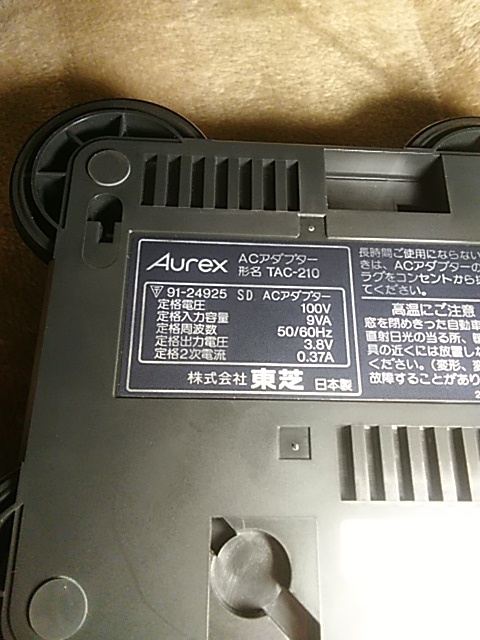 Aurex ACアダプター
形名 TAC-210
▽ 91-24925 SD ACアダプター
定格電圧 100V
定格入力容量 9VA
定格周波数 50/60Hz
定格出力電圧 3.8V
定格2次電流 0.37A
株式会社 東芝 日本製
長時間ご使用にならない
きは、ACアダプターの
ラグをコンセントから
てください。
高温にご注意
窓を閉めきった自動車
直射日光の当る所、
具の近くには放置し
ください。(変形、変
故障することがあり